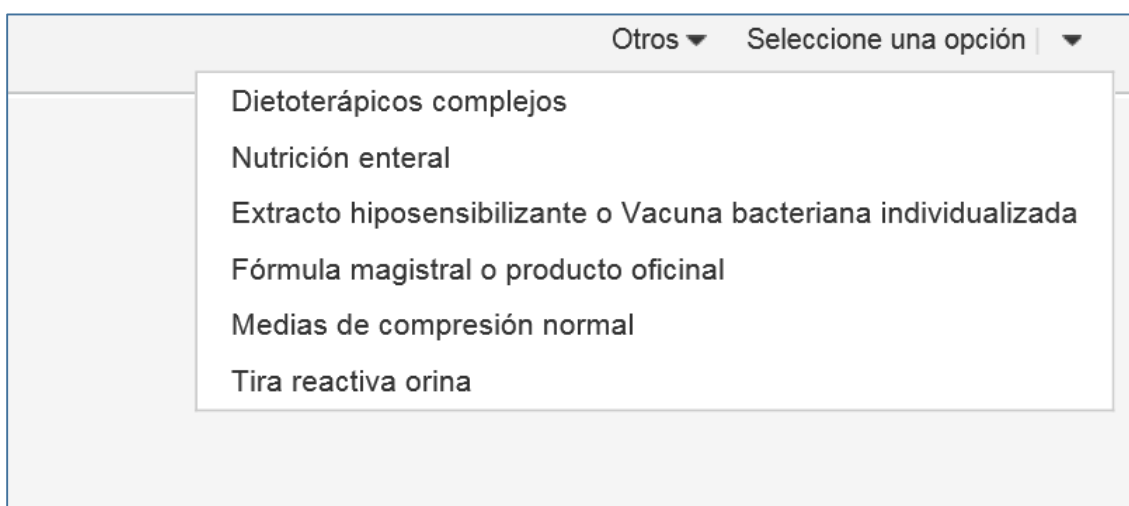 Otros Seleccione una opción
Dietoterápicos complejos
Nutrición enteral
Extracto hiposensibilizante o Vacuna bacteriana individualizada
Fórmula magistral o producto oficinal
Medias de compresión normal
Tira reactiva orina